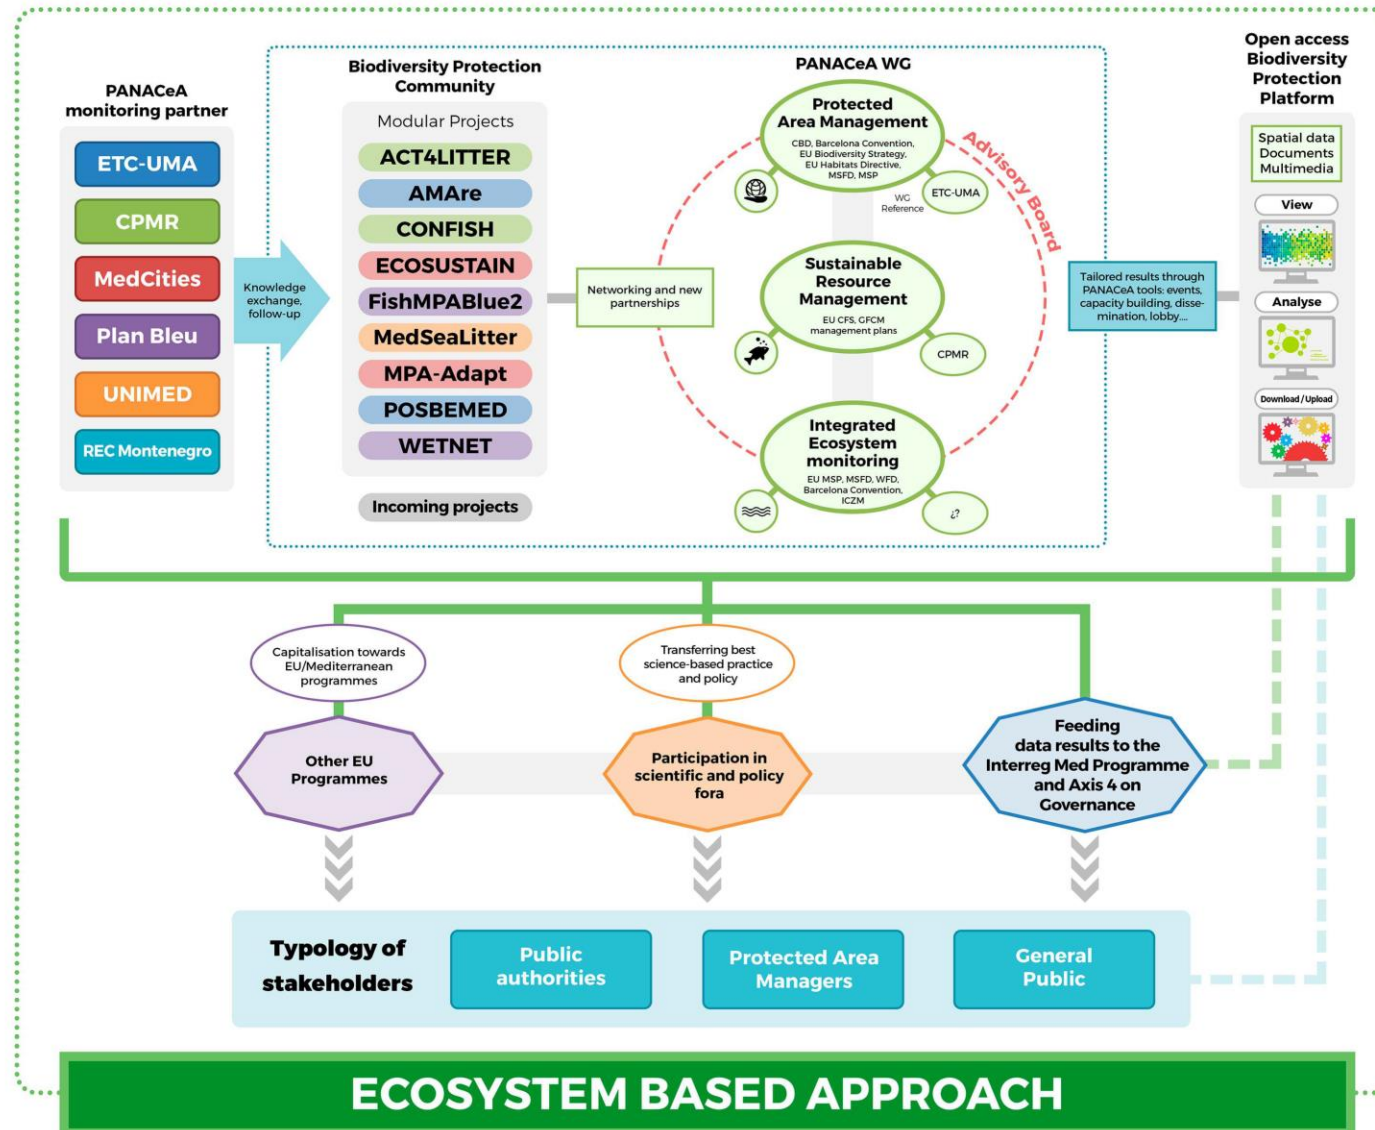 PANACeA
monitoring partner
ETC-UMA
CPMR
MedCities
Plan Bleu
UNIMED
REC Montenegro
Knowledge
exchange,
follow-up
Biodiversity Protection
Community
Modular Projects
ACT4LITTER
AMAre
CONFISH
ECOSUSTAIN
FishMPABlue2
MedSeaLitter
MPA-Adapt
POSBEMED
WETNET
Incoming projects
Networking and new
partnerships
PANACeA WG
Protected
Area Management
CBD, Barcelona Convention,
EU Biodiversity Strategy,
EU Habitats Directive,
MSFD, MSP
WG
Reference
ETC-UMA
Advisory Board
Sustainable
Resource
Management
EU CFS, GFCM
management plans
CPMR
Integrated
Ecosystem
monitoring
EU MSP, MSFD, WFD,
Barcelona Convention,
ICZM
¿?
Tailored results through
PANACeA tools: events,
capacity building, disse-
mination, lobby....
Open access
Biodiversity
Protection
Platform
Spatial data
Documents
Multimedia
View
Analyse
Download / Upload
Capitalisation towards
EU/Mediterranean
programmes
Transferring best
science-based practice
and policy
Other EU
Programmes
Participation in
scientific and policy
fora
Feeding
data results to the
Interreg Med Programme
and Axis 4 on
Governance
Typology of
stakeholders
Public
authorities
Protected Area
Managers
General
Public
ECOSYSTEM BASED APPROACH